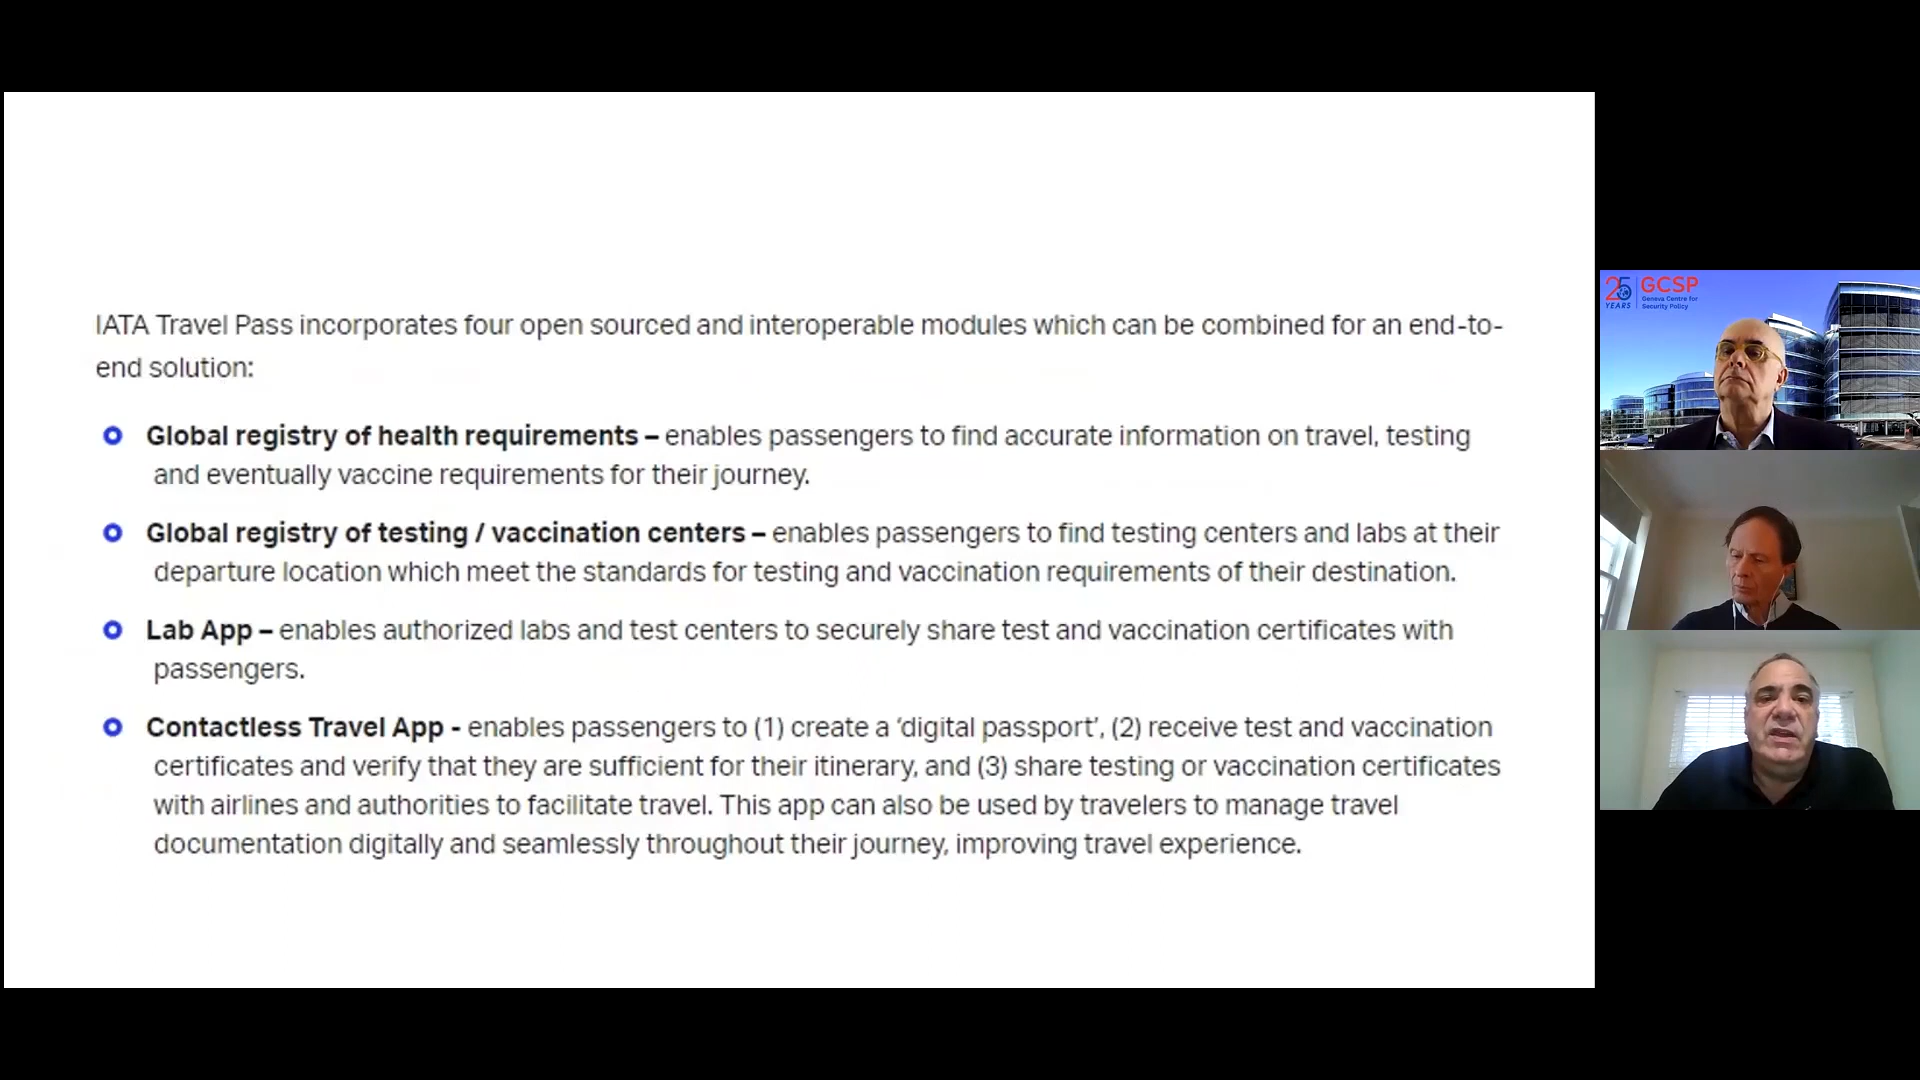 IATA Travel Pass incorporates four open sourced and interoperable modules which can be combined for an end-to-
end solution:
Global registry of health requirements – enables passengers to find accurate information on travel, testing
and eventually vaccine requirements for their journey.
Global registry of testing / vaccination centers – enables passengers to find testing centers and labs at their
departure location which meet the standards for testing and vaccination requirements of their destination.
Lab App – enables authorized labs and test centers to securely share test and vaccination certificates with
passengers.
Contactless Travel App - enables passengers to (1) create a ‘digital passport’, (2) receive test and vaccination
certificates and verify that they are sufficient for their itinerary, and (3) share testing or vaccination certificates
with airlines and authorities to facilitate travel. This app can also be used by travelers to manage travel
documentation digitally and seamlessly throughout their journey, improving travel experience.
25
YEARS
GCSP
Geneva Centre for
Security Policy